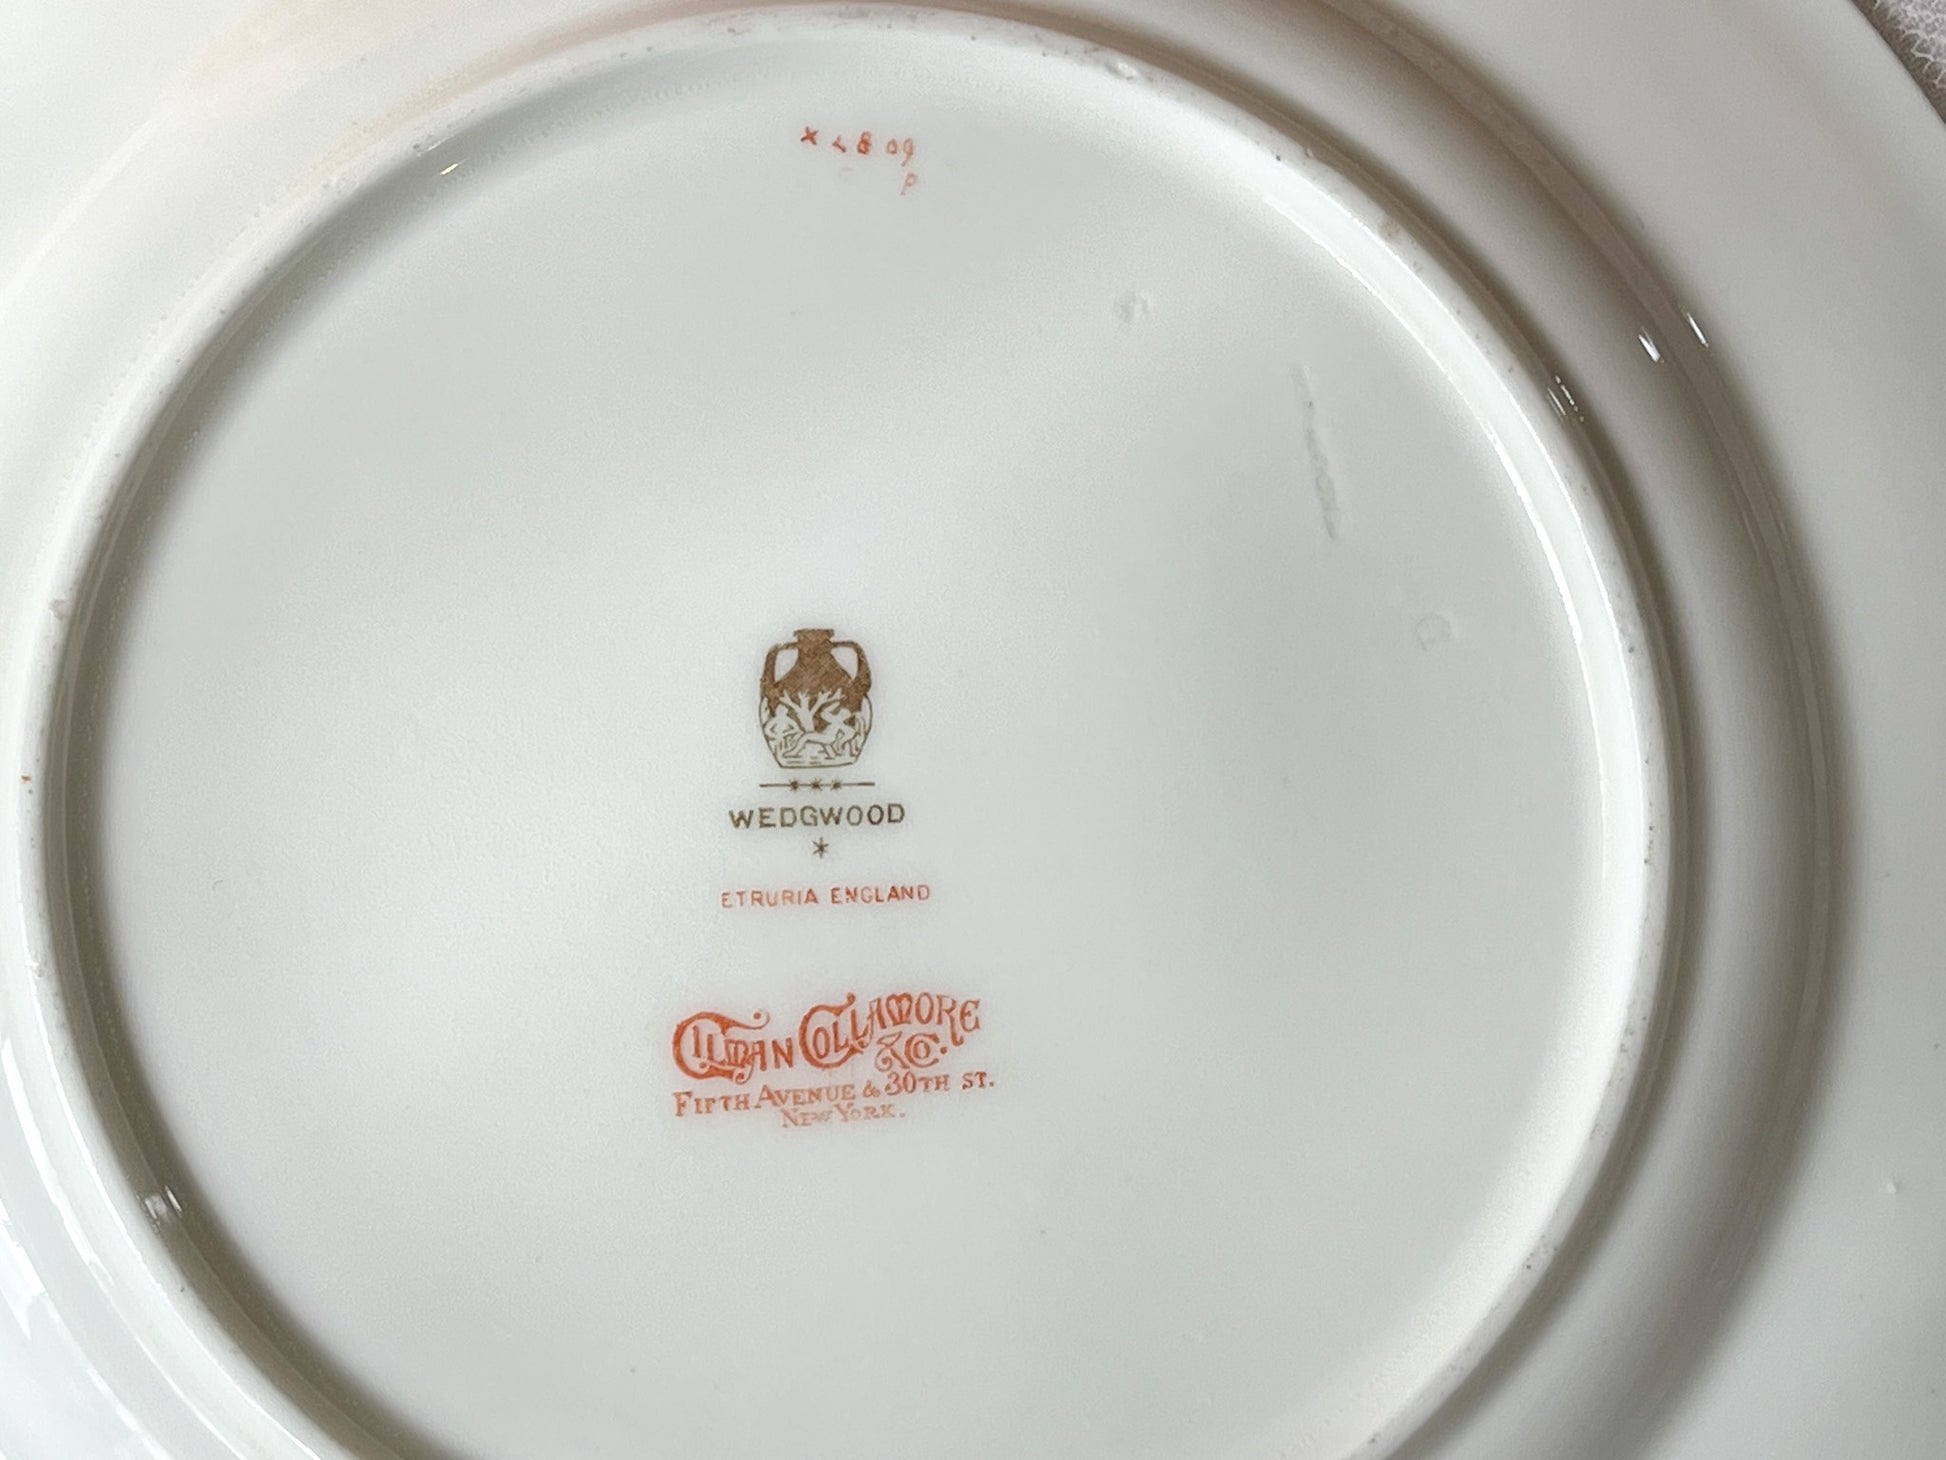 WEDGWOOD
ETRURIA ENGLAND
GILMAN COLLAMORE
& CO.
FIFTH AVENUE & 30TH ST.
NEW YORK.